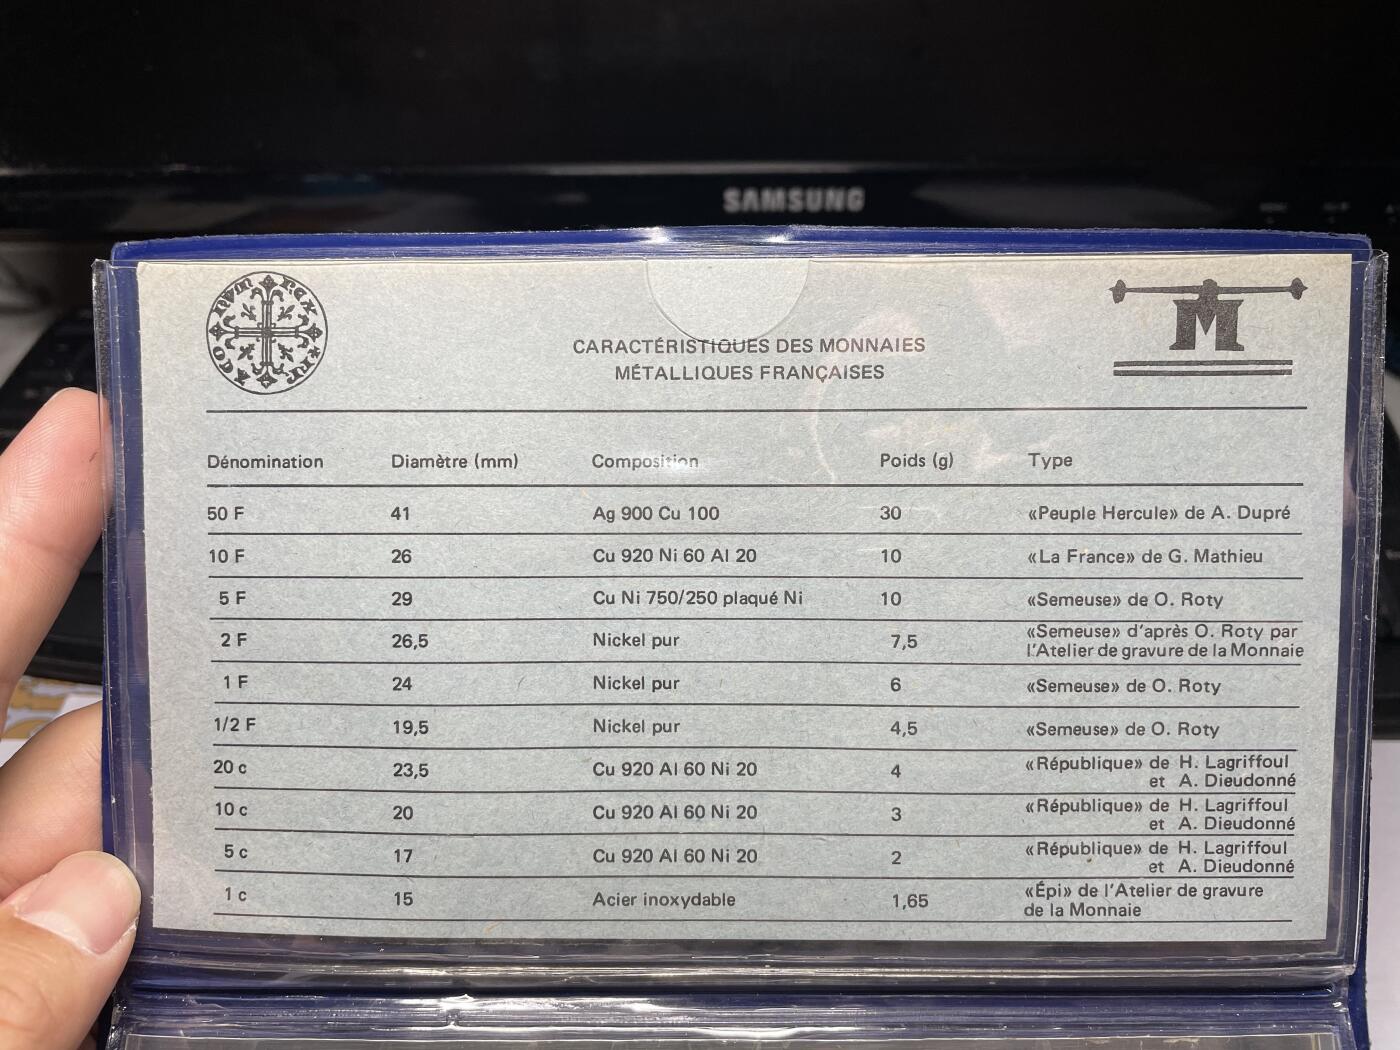 SAMSUNG
M
CARACTÉRISTIQUES DES MONNAIES
MÉTALLIQUES FRANÇAISES
Dénomination Diamètre (mm) Composition Poids (g) Type
50 F 41 Ag 900 Cu 100 30 «Peuple Hercule» de A. Dupré
10 F 26 Cu 920 Ni 60 Al 20 10 «La France» de G. Mathieu
5 F 29 Cu Ni 750/250 plaqué Ni 10 «Semeuse» de O. Roty
2 F 26,5 Nickel pur 7,5 «Semeuse» d'après O. Roty par
l'Atelier de gravure de la Monnaie
1 F 24 Nickel pur 6 «Semeuse» de O. Roty
1/2 F 19,5 Nickel pur 4,5 «Semeuse» de O. Roty
20 c 23,5 Cu 920 Al 60 Ni 20 4 «République» de H. Lagriffoul
et A. Dieudonné
10 c 20 Cu 920 Al 60 Ni 20 3 «République» de H. Lagriffoul
et A. Dieudonné
5 c 17 Cu 920 Al 60 Ni 20 2 «République» de H. Lagriffoul
et A. Dieudonné
1 c 15 Acier inoxydable 1,65 «Épi» de l'Atelier de gravure
de la Monnaie